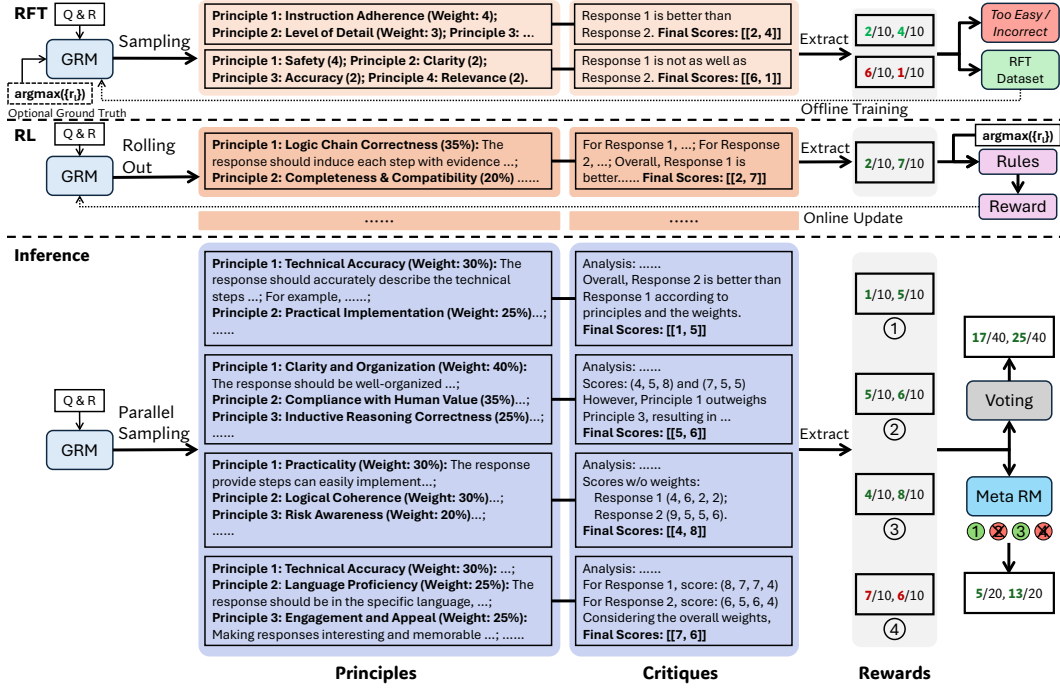 RFT
Q & R
GRM
argmax({rᵢ})
Optional Ground Truth
Sampling
Principle 1: Instruction Adherence (Weight: 4);
Principle 2: Level of Detail (Weight: 3); Principle 3: ...
Principle 1: Safety (4); Principle 2: Clarity (2);
Principle 3: Accuracy (2); Principle 4: Relevance (2).
Response 1 is better than
Response 2. Final Scores: [[2, 4]]
Response 1 is not as well as
Response 2. Final Scores: [[6, 1]]
Extract
2/10, 4/10
6/10, 1/10
Too Easy /
Incorrect
RFT
Dataset
Offline Training
RL
Q & R
GRM
Rolling
Out
Principle 1: Logic Chain Correctness (35%): The
response should induce each step with evidence ...;
Principle 2: Completeness & Compatibility (20%) ......
......
For Response 1, ...; For Response
2, ...; Overall, Response 1 is
better...... Final Scores: [[2, 7]]
......
Extract
2/10, 7/10
argmax({rᵢ})
Rules
Reward
Online Update
Inference
Q & R
GRM
Parallel
Sampling
Principle 1: Technical Accuracy (Weight: 30%): The
response should accurately describe the technical
steps ...; For example, ......;
Principle 2: Practical Implementation (Weight: 25%)...;
......
Analysis: ......
Overall, Response 2 is better than
Response 1 according to
principles and the weights.
Final Scores: [[1, 5]]
1/10, 5/10
1
Principle 1: Clarity and Organization (Weight: 40%):
The response should be well-organized ...;
Principle 2: Compliance with Human Value (35%)...;
Principle 3: Inductive Reasoning Correctness (25%)...;
......
Analysis: ......
Scores: (4, 5, 8) and (7, 5, 5)
However, Principle 1 outweighs
Principle 3, resulting in ...
Final Scores: [[5, 6]]
Extract
5/10, 6/10
2
Principle 1: Practicality (Weight: 30%): The response
provide steps can easily implement...;
Principle 2: Logical Coherence (Weight: 30%)...;
Principle 3: Risk Awareness (Weight: 20%)...;
......
Analysis: ......
Scores w/o weights:
Response 1 (4, 6, 2, 2);
Response 2 (9, 5, 5, 6).
Final Scores: [[4, 8]]
4/10, 8/10
3
Principle 1: Technical Accuracy (Weight: 30%): ...;
Principle 2: Language Proficiency (Weight: 25%): The
response should be in the specific language, ...;
Principle 3: Engagement and Appeal (Weight: 25%):
Making responses interesting and memorable ...; ......
Analysis: ......
For Response 1, score: (8, 7, 7, 4)
For Response 2, score: (6, 5, 6, 4)
Considering the overall weights,
Final Scores: [[7, 6]]
7/10, 6/10
4
17/40, 25/40
Voting
Meta RM
1 2 3 4
5/20, 13/20
Principles
Critiques
Rewards